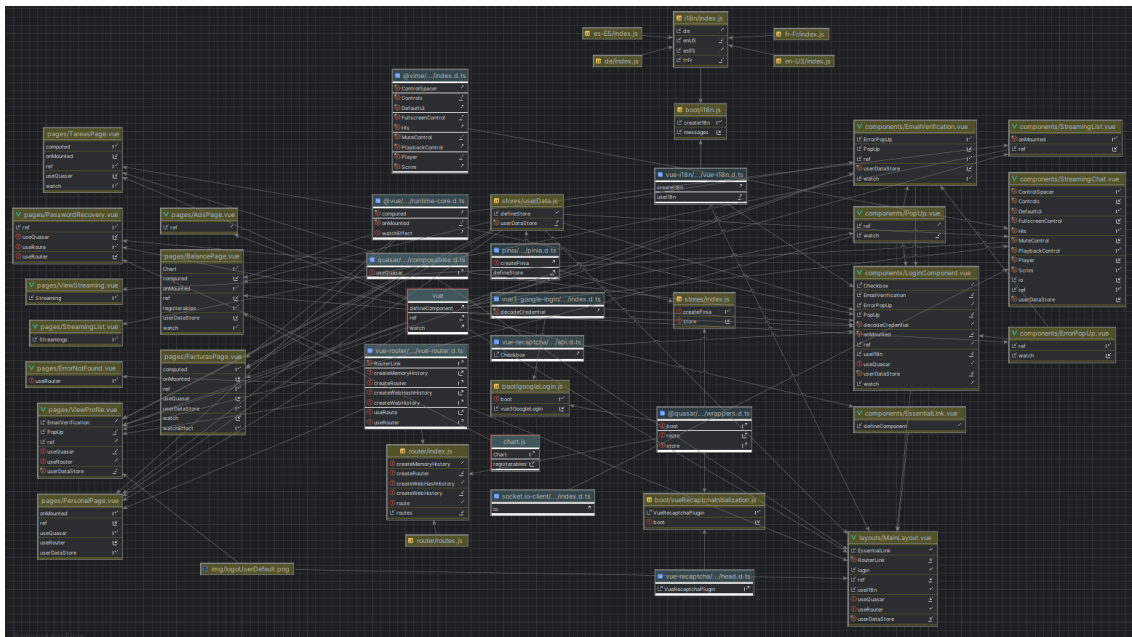 i18n/index.js
de
enUS
esES
frFr
es-ES/index.js
fr-Fr/index.js
de/index.js
en-US/index.js
@vime/.../index.d.ts
ControlSpacer
Controls
DefaultUi
FullscreenControl
Hls
MuteControl
PlaybackControl
Player
Scrim
boot/i18n.js
createI18n
messages
pages/TareasPage.vue
computed
onMounted
ref
useQuasar
watch
components/EmailVerification.vue
ErrorPopUp
PopUp
ref
userDataStore
watch
components/StreamingList.vue
onMounted
ref
vue-i18n/.../vue-i18n.d.ts
createI18n
useI18n
components/StreamingChat.vue
ControlSpacer
Controls
DefaultUi
FullscreenControl
Hls
MuteControl
PlaybackControl
Player
Scrim
io
ref
userDataStore
pages/PasswordRecovery.vue
ref
useQuasar
useRoute
useRouter
pages/AdsPage.vue
ref
@vue/.../runtime-core.d.ts
computed
onMounted
watchEffect
stores/userData.js
defineStore
userDataStore
components/PopUp.vue
ref
watch
pages/BalancePage.vue
Chart
computed
onMounted
ref
registerables
userDataStore
watch
quasar/.../composables.d.ts
useQuasar
pinia/.../pinia.d.ts
createPinia
defineStore
components/LoginComponent.vue
Checkbox
EmailVerification
ErrorPopUp
PopUp
decodeCredential
onMounted
ref
useI18n
useQuasar
userDataStore
watch
pages/ViewStreaming.vue
Streaming
vue
defineComponent
ref
watch
vue3-google-login/.../index.d.ts
decodeCredential
stores/index.js
createPinia
store
pages/StreamingList.vue
Streamings
components/ErrorPopUp.vue
ref
watch
vue-router/.../vue-router.d.ts
RouterLink
createMemoryHistory
createRouter
createWebHashHistory
createWebHistory
useRoute
useRouter
vue-recaptcha/.../api.d.ts
Checkbox
pages/FacturasPage.vue
computed
onMounted
ref
useQuasar
userDataStore
watch
watchEffect
pages/ErrorNotFound.vue
useRouter
boot/googleLogin.js
boot
vue3GoogleLogin
pages/ViewProfile.vue
EmailVerification
PopUp
ref
useQuasar
useRouter
userDataStore
@quasar/.../wrappers.d.ts
boot
route
store
components/EssentialLink.vue
defineComponent
chart.js
Chart
registerables
router/index.js
createMemoryHistory
createRouter
createWebHashHistory
createWebHistory
route
routes
pages/PersonalPage.vue
onMounted
ref
useQuasar
useRouter
userDataStore
socket.io-client/.../index.d.ts
io
boot/vueRecaptchaInitialization.js
VueRecaptchaPlugin
boot
router/routes.js
layouts/MainLayout.vue
EssentialLink
RouterLink
login
ref
useI18n
useQuasar
useRouter
userDataStore
img/logoUserDefault.png
vue-recaptcha/.../head.d.ts
VueRecaptchaPlugin